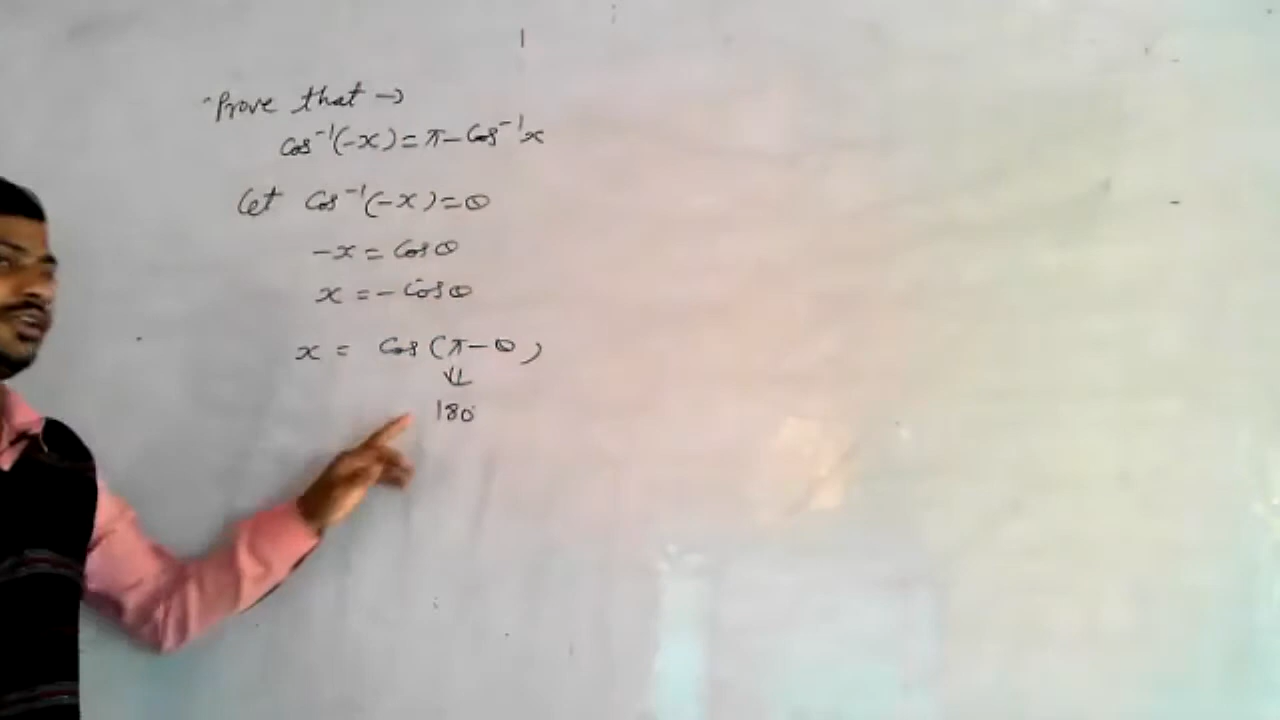 Prove that →
Cos⁻¹(-x) = π - Cos⁻¹x
Let Cos⁻¹(-x) = θ
-x = Cosθ
x = - Cosθ
x = Cos (π - θ)
⇓
180